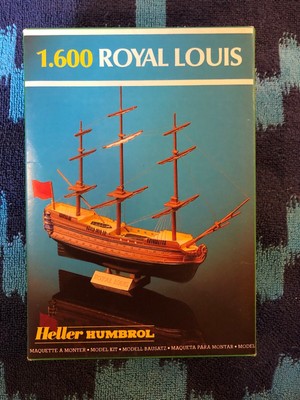 1.600 ROYAL LOUIS
Heller HUMBROL
MAQUETTE A MONTER • MODEL KIT • MODELL BAUSATZ • MAQUETA PARA MONTAR • MODEL